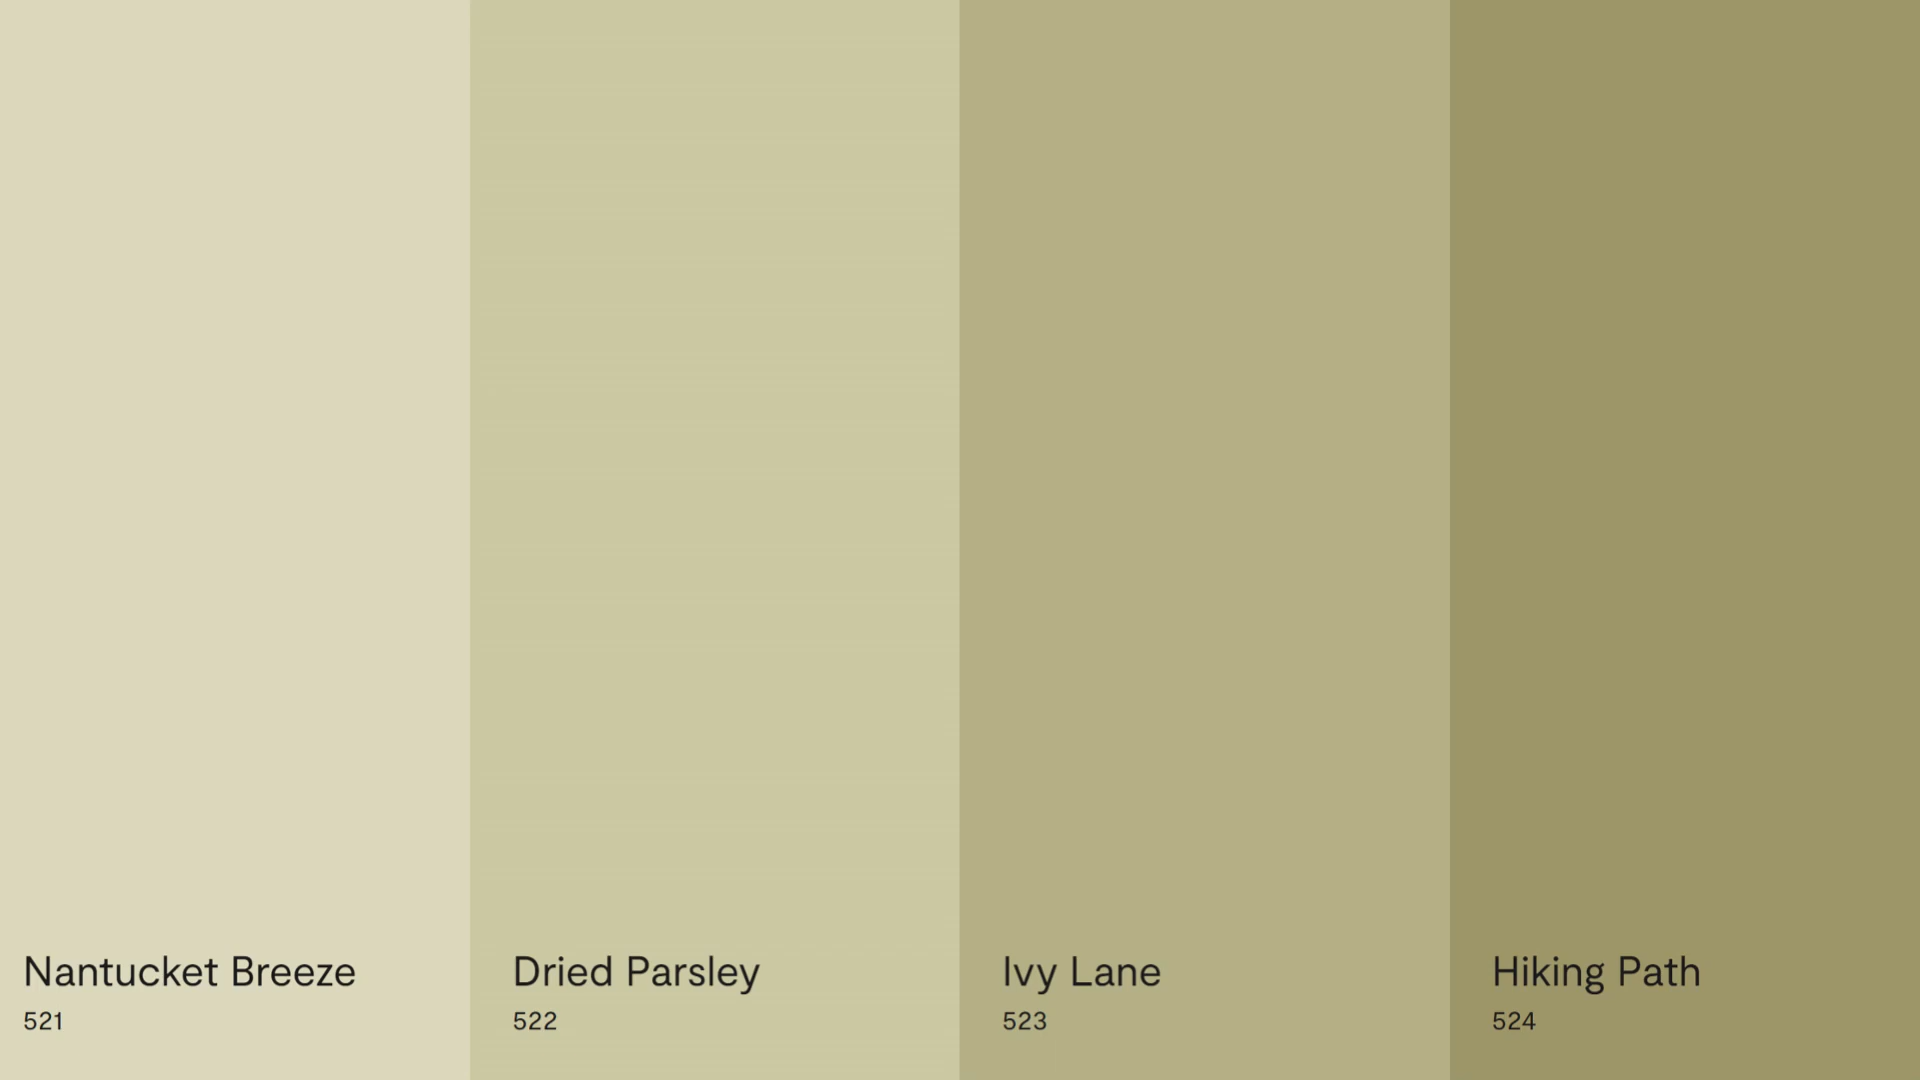 Nantucket Breeze
521
Dried Parsley
522
Ivy Lane
523
Hiking Path
524